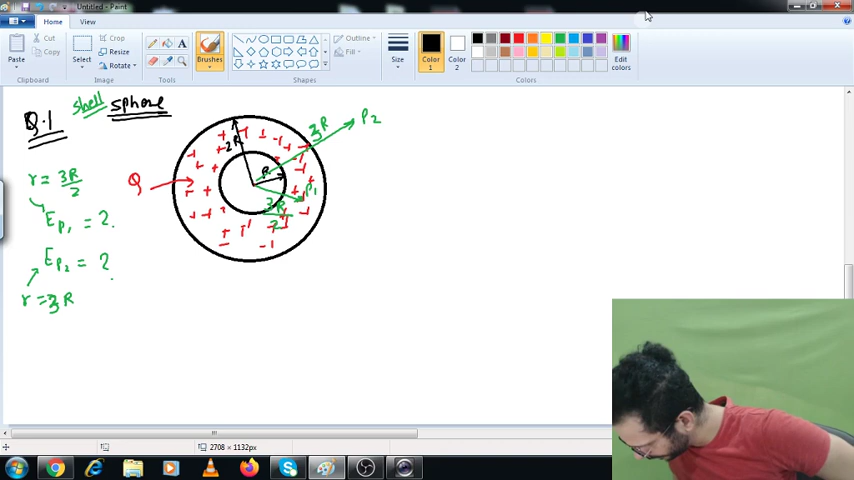 Untitled - Paint
Home View
Cut
Copy
Paste
Clipboard
Crop
Resize
Rotate
Select
Image
A
Tools
Brushes
Outline
Fill
Shapes
Size
Color 1
Color 2
Edit colors
Colors
Q.1 shell sphere
2R
3R
P2
R
P1
3R/2
Q
r = 3R/2
EP1 = ?
EP2 = ?
r = 3R
2708 × 1132px